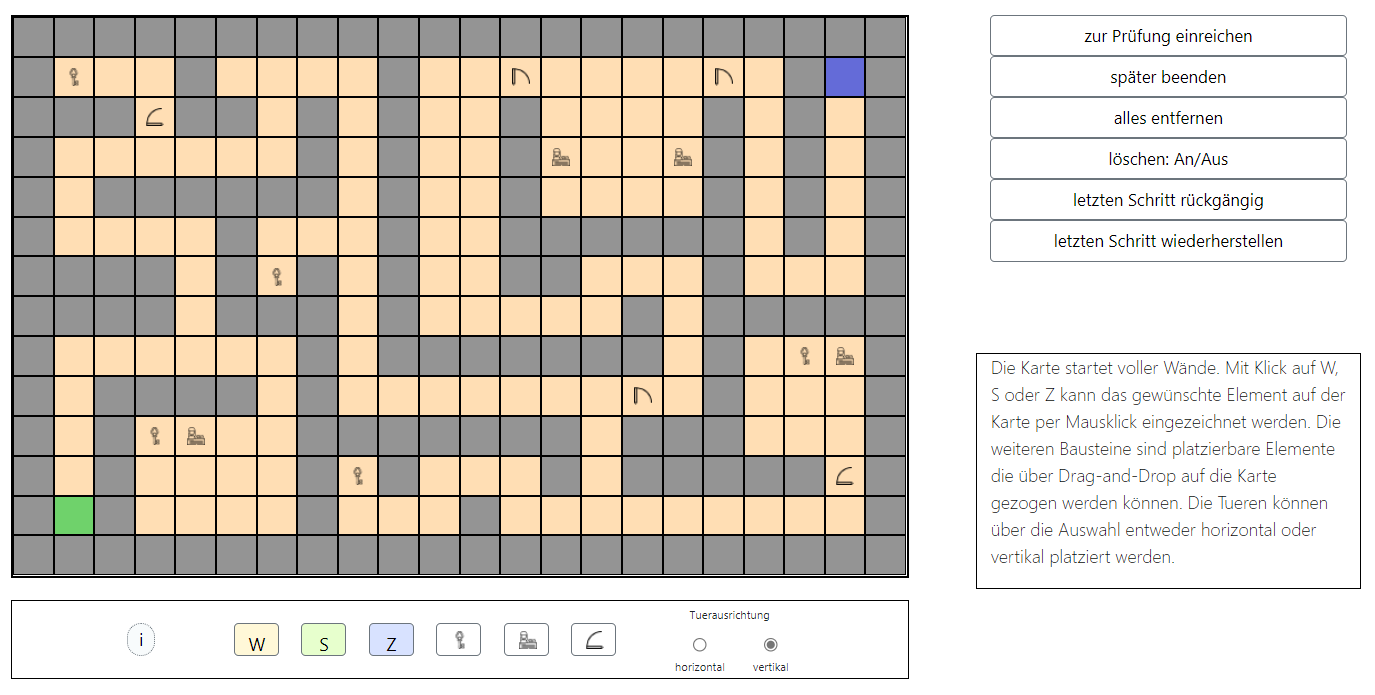 zur Prüfung einreichen
später beenden
alles entfernen
löschen: An/Aus
letzten Schritt rückgängig
letzten Schritt wiederherstellen
Die Karte startet voller Wände. Mit Klick auf W,
S oder Z kann das gewünschte Element auf der
Karte per Mausklick eingezeichnet werden. Die
weiteren Bausteine sind platzierbare Elemente
die über Drag-and-Drop auf die Karte
gezogen werden können. Die Tueren können
über die Auswahl entweder horizontal oder
vertikal platziert werden.
i
W
S
Z
Tuerausrichtung
horizontal
vertikal